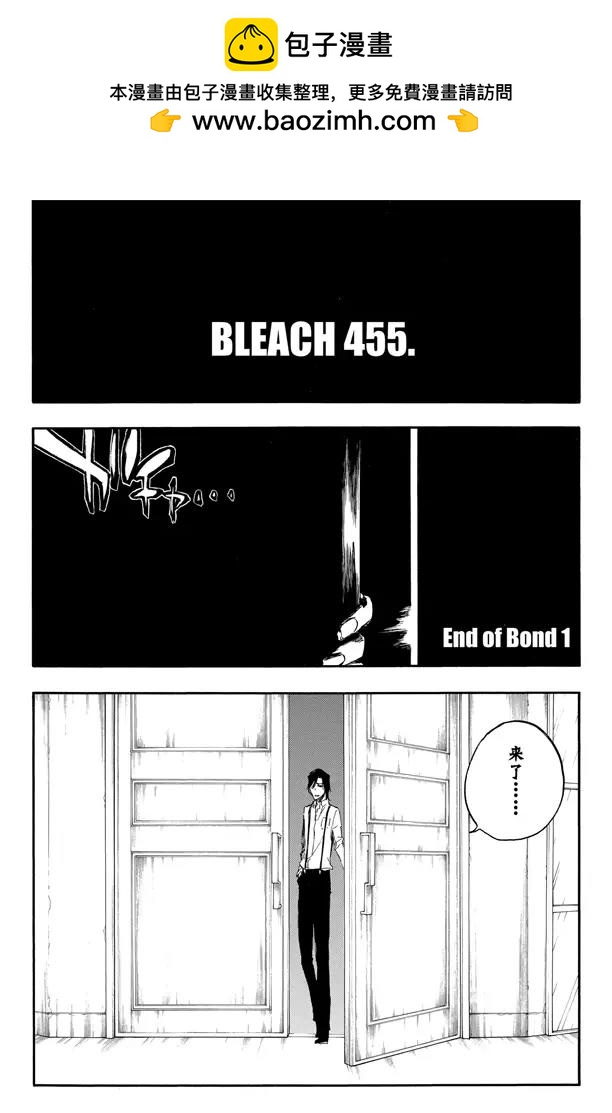 包子漫畫
本漫畫由包子漫畫收集整理，更多免費漫畫請訪問
👉 www.baozimh.com 👈
BLEACH 455.
ガチャ・・・
End of Bond 1
来了……